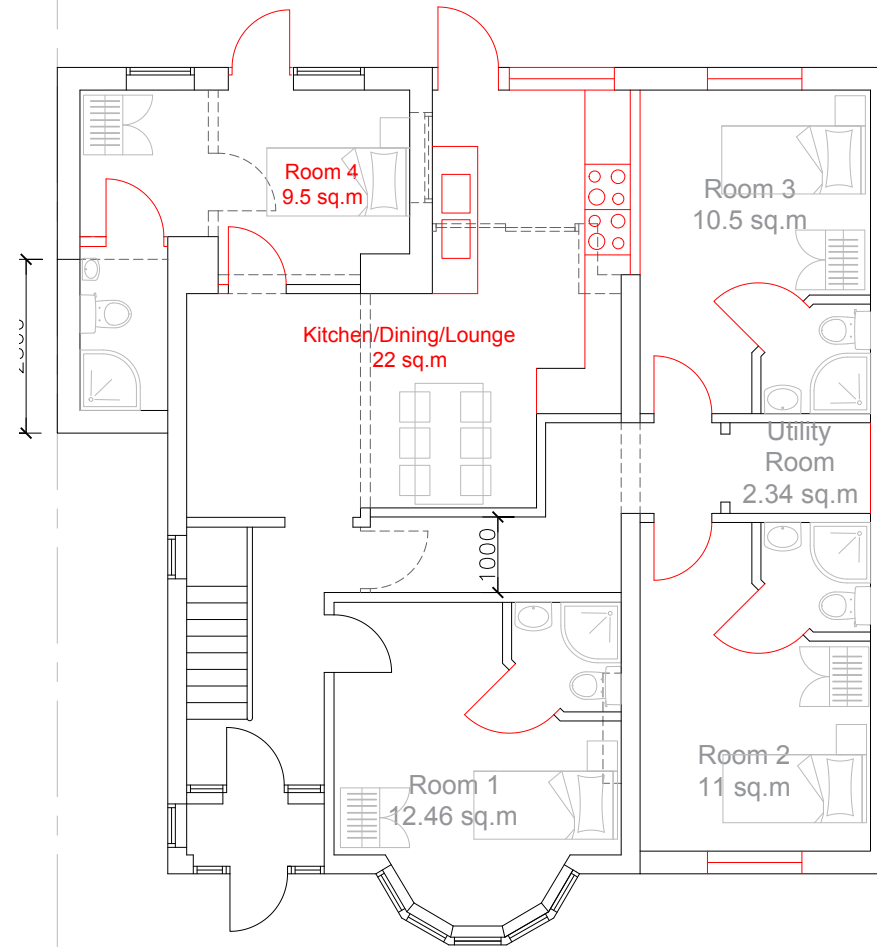 Room 4
9.5 sq.m
Room 3
10.5 sq.m
Kitchen/Dining/Lounge
22 sq.m
Utility
Room
2.34 sq.m
1000
Room 1
12.46 sq.m
Room 2
11 sq.m